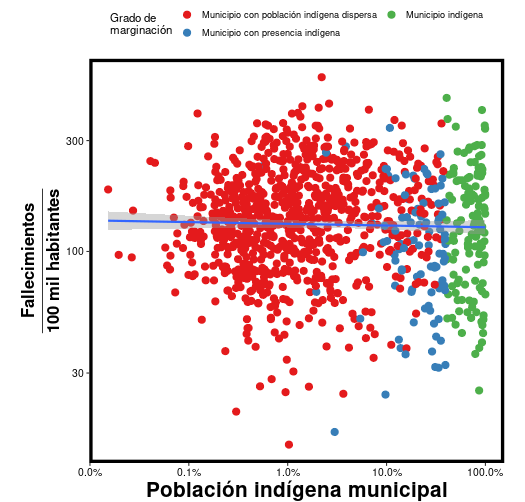 Grado de
marginación
Municipio con población indígena dispersa
Municipio indígena
Municipio con presencia indígena
Fallecimientos
100 mil habitantes
300
100
30
0.0%
0.1%
1.0%
10.0%
100.0%
Población indígena municipal